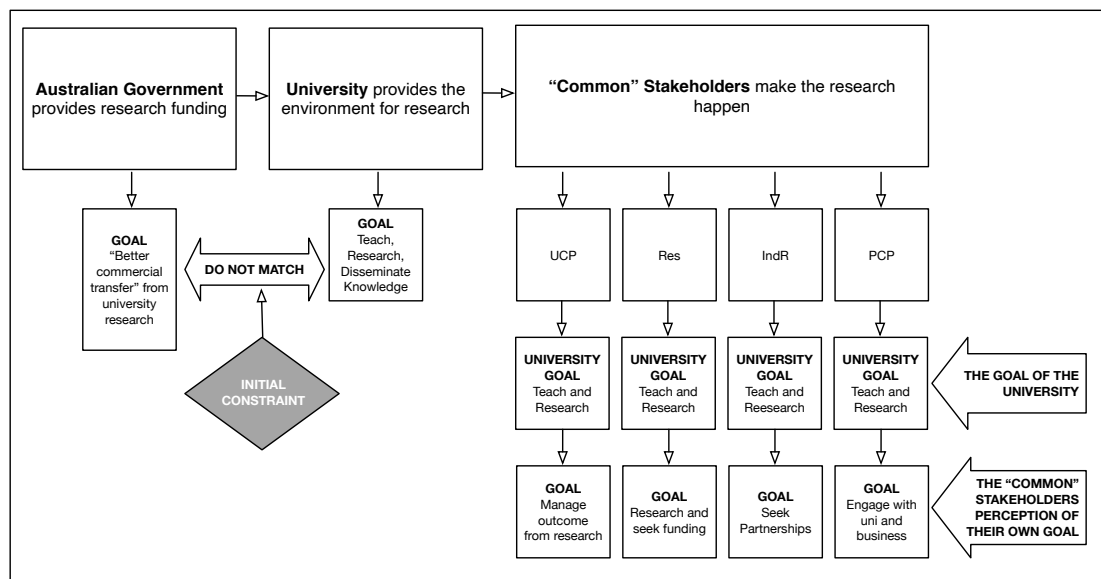 Australian Government
provides research funding
University provides the
environment for research
“Common” Stakeholders make the research
happen
GOAL
“Better
commercial
transfer” from
university
research
DO NOT MATCH
GOAL
Teach,
Research,
Disseminate
Knowledge
INITIAL
CONSTRAINT
UCP
Res
IndR
PCP
UNIVERSITY
GOAL
Teach and
Research
UNIVERSITY
GOAL
Teach and
Research
UNIVERSITY
GOAL
Teach and
Reesearch
UNIVERSITY
GOAL
Teach and
Research
THE GOAL OF THE
UNIVERSITY
GOAL
Manage
outcome
from research
GOAL
Research and
seek funding
GOAL
Seek
Partnerships
GOAL
Engage with
uni and
business
THE “COMMON”
STAKEHOLDERS
PERCEPTION OF
THEIR OWN GOAL